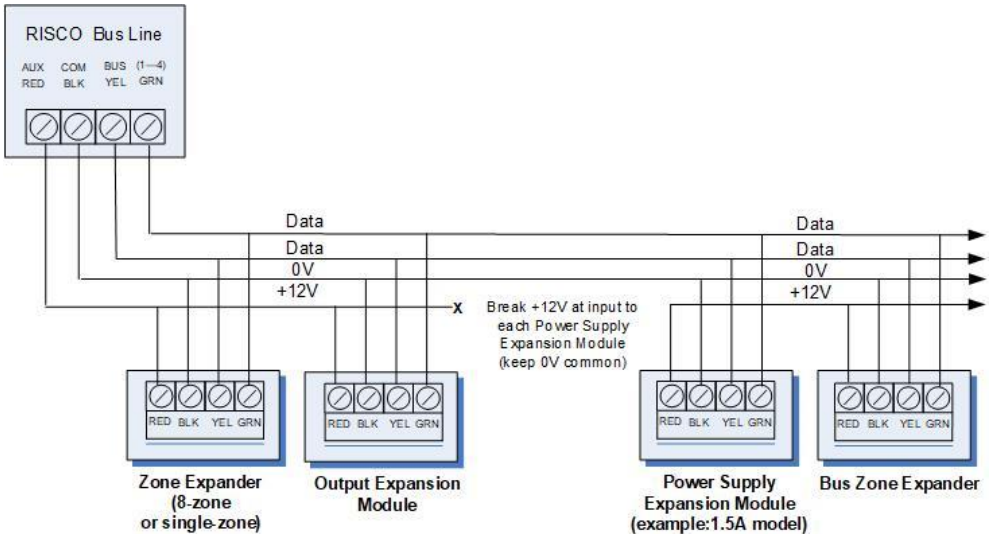 RISCO Bus Line
AUX COM BUS (1—4)
RED BLK YEL GRN
Data
Data
0V
+12V
X
Break +12V at input to
each Power Supply
Expansion Module
(keep 0V common)
Data
Data
0V
+12V
RED BLK YEL GRN
Zone Expander
(8-zone
or single-zone)
RED BLK YEL GRN
Output Expansion
Module
RED BLK YEL GRN
Power Supply
Expansion Module
(example:1.5A model)
RED BLK YEL GRN
Bus Zone Expander